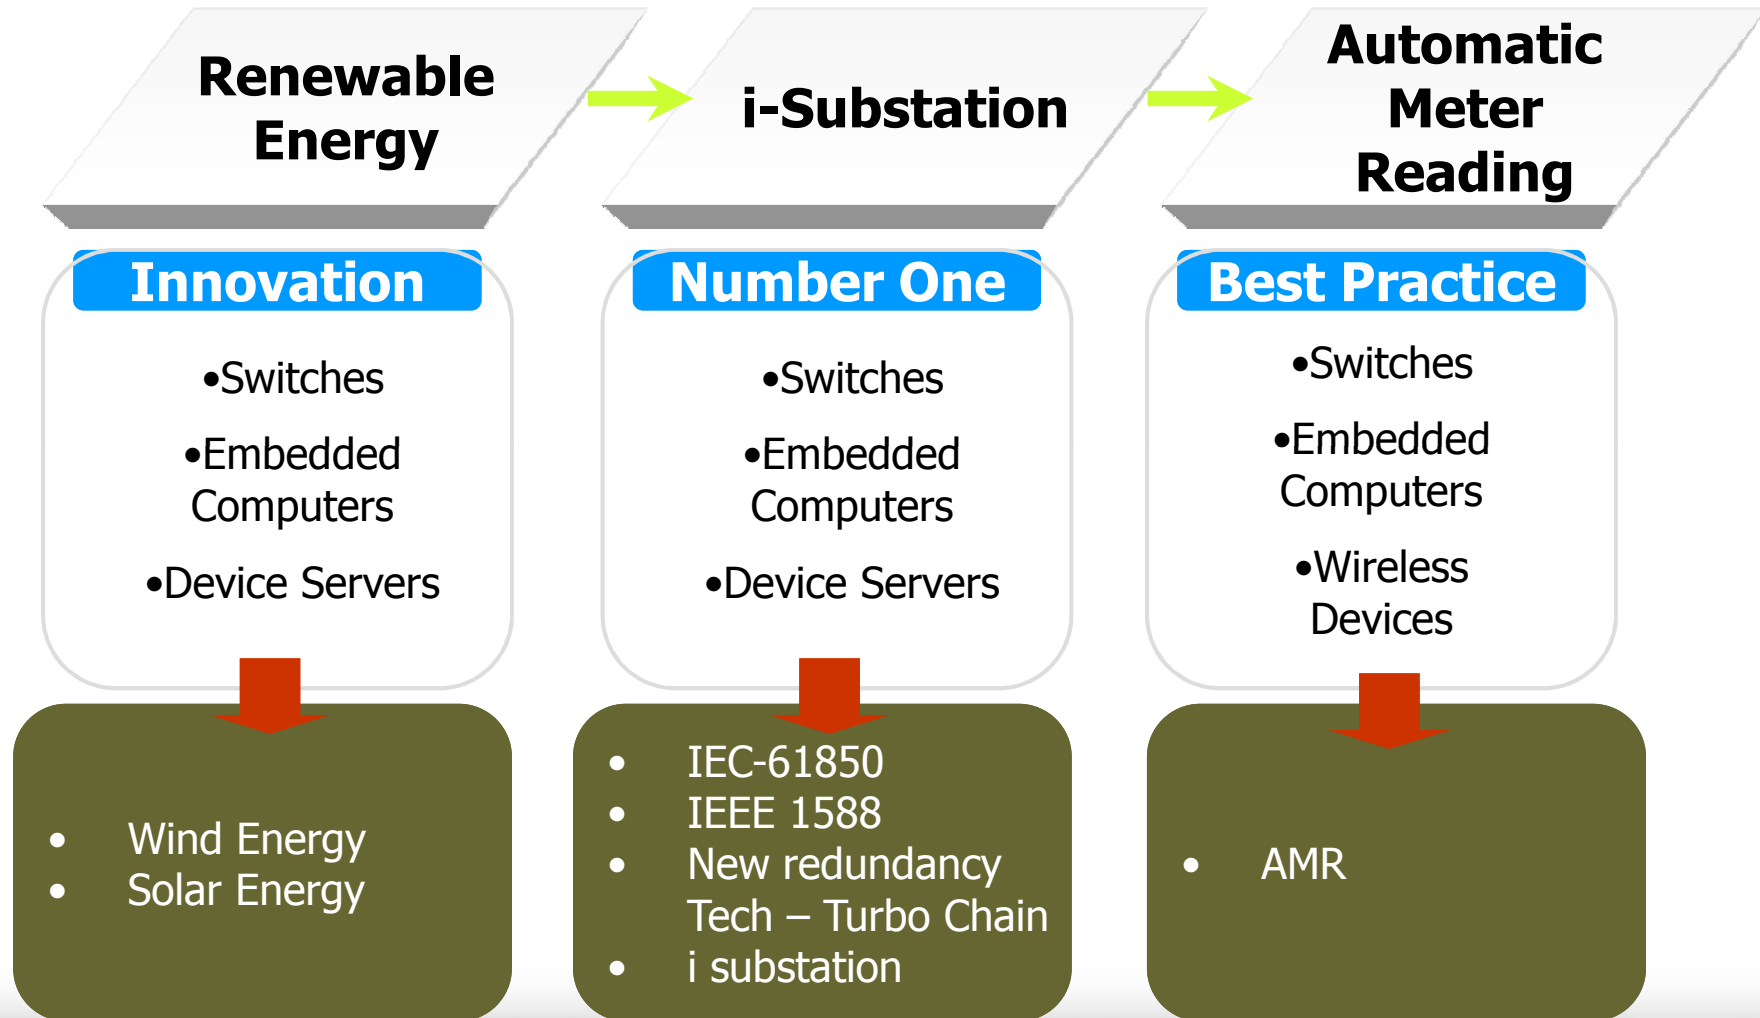 Renewable
Energy
i-Substation
Automatic
Meter
Reading
Innovation
•Switches
•Embedded
Computers
•Device Servers
Number One
•Switches
•Embedded
Computers
•Device Servers
Best Practice
•Switches
•Embedded
Computers
•Wireless
Devices
• Wind Energy
• Solar Energy
• IEC-61850
• IEEE 1588
• New redundancy
Tech – Turbo Chain
• i substation
• AMR